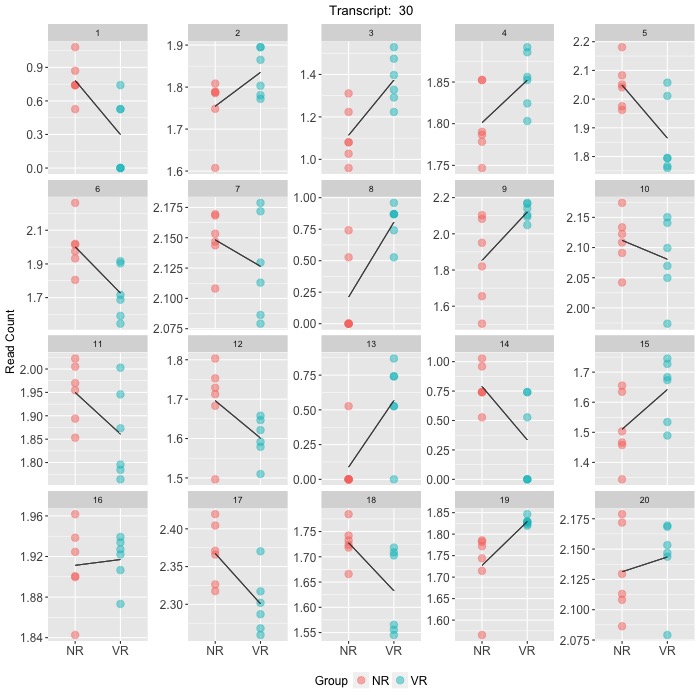 Transcript: 30
1 2 3 4 5
0.9 0.6 0.3 0.0
1.9 1.8 1.7 1.6
1.4 1.2 1.0
1.85 1.80 1.75
2.2 2.1 2.0 1.9 1.8
6 7 8 9 10
2.1 1.9 1.7
2.175 2.150 2.125 2.100 2.075
1.00 0.75 0.50 0.25 0.00
2.2 2.0 1.8 1.6
2.15 2.10 2.05 2.00
Read Count
11 12 13 14 15
2.00 1.95 1.90 1.85 1.80
1.8 1.7 1.6 1.5
0.75 0.50 0.25 0.00
1.00 0.75 0.50 0.25 0.00
1.7 1.6 1.5 1.4
16 17 18 19 20
1.96 1.92 1.88 1.84
2.40 2.35 2.30
1.75 1.70 1.65 1.60 1.55
1.85 1.80 1.75 1.70 1.65 1.60
2.175 2.150 2.125 2.100 2.075
NR VR NR VR NR VR NR VR NR VR
Group NR VR